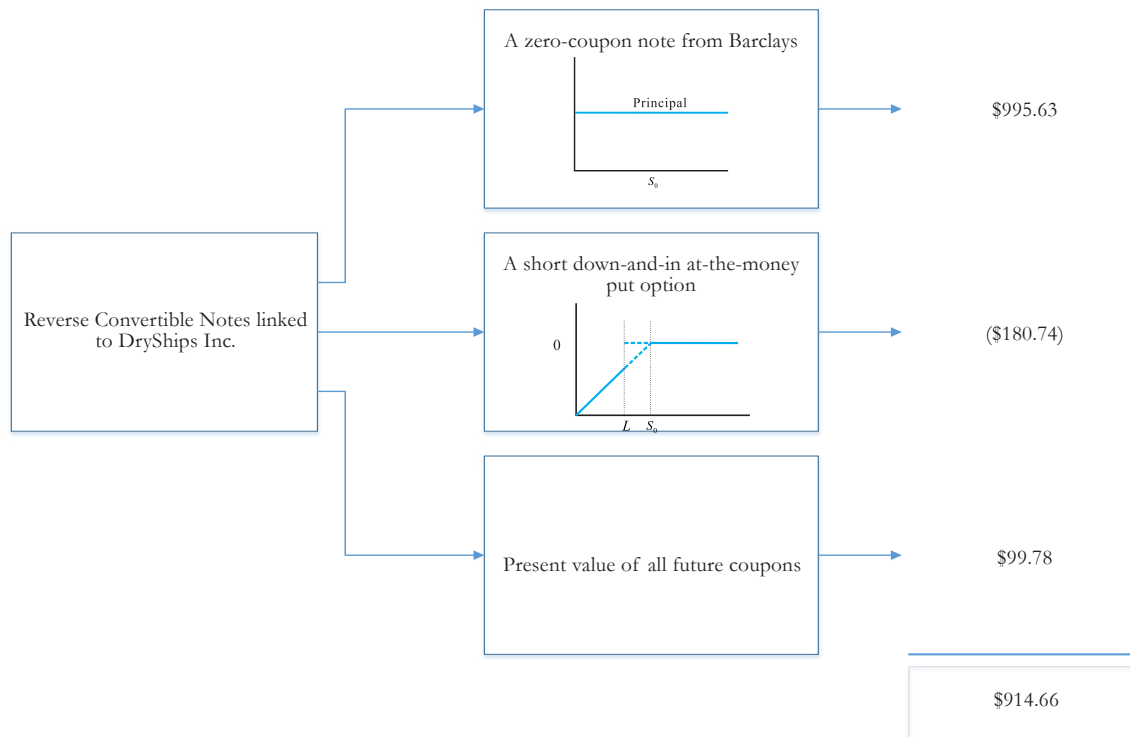 A zero-coupon note from Barclays
Principal
S₀
$995.63
Reverse Convertible Notes linked
to DryShips Inc.
A short down-and-in at-the-money
put option
0
L S₀
($180.74)
Present value of all future coupons
$99.78
$914.66